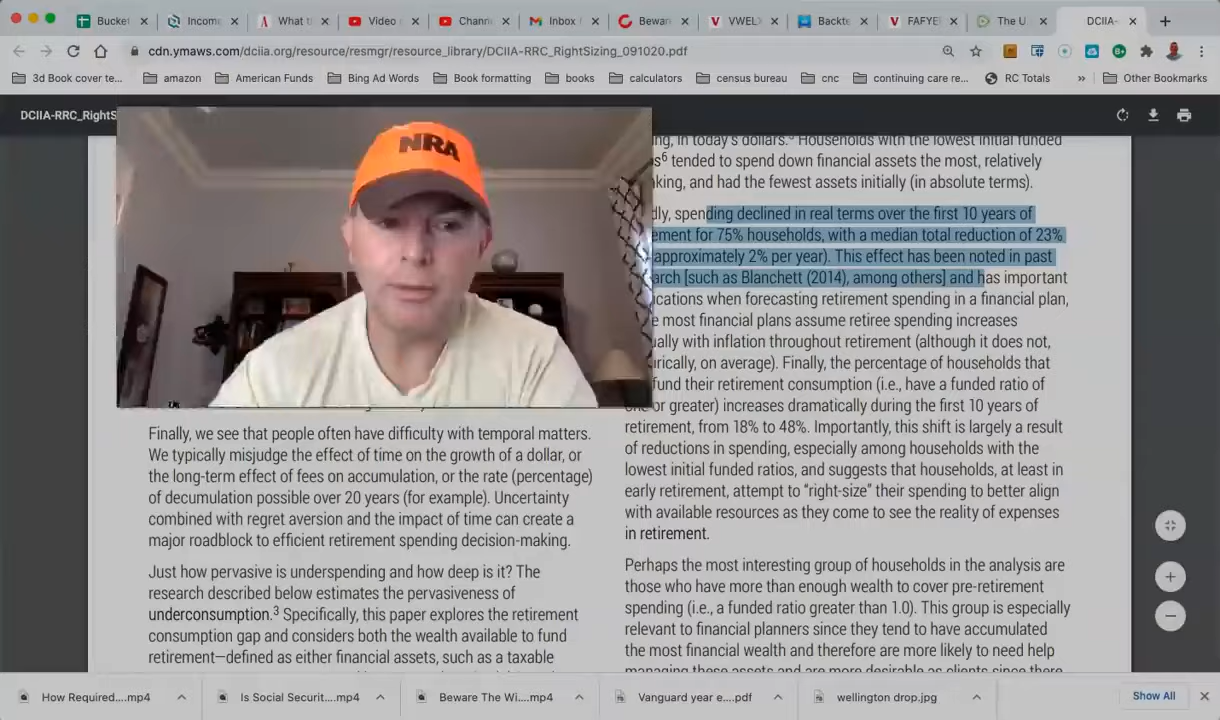 Bucket
Income
What t
Video
Chann
Inbox
Bewar
VWEL
Backte
FAFYE
The U
DCIIA-
cdn.ymaws.com/dciia.org/resource/resmgr/resource_library/DCIIA-RRC_RightSizing_091020.pdf
3d Book cover te...
amazon
American Funds
Bing Ad Words
Book formatting
books
calculators
census bureau
cnc
continuing care re...
RC Totals
»
Other Bookmarks
DCIIA-RRC_RightS
NRA
ng, in today's dollars.⁵ Households with the lowest initial funded
s⁶ tended to spend down financial assets the most, relatively
king, and had the fewest assets initially (in absolute terms).
dly, spending declined in real terms over the first 10 years of
ement for 75% households, with a median total reduction of 23%
approximately 2% per year). This effect has been noted in past
arch [such as Blanchett (2014), among others] and has important
ications when forecasting retirement spending in a financial plan,
e most financial plans assume retiree spending increases
ually with inflation throughout retirement (although it does not,
irically, on average). Finally, the percentage of households that
fund their retirement consumption (i.e., have a funded ratio of
one or greater) increases dramatically during the first 10 years of
retirement, from 18% to 48%. Importantly, this shift is largely a result
of reductions in spending, especially among households with the
lowest initial funded ratios, and suggests that households, at least in
early retirement, attempt to “right-size” their spending to better align
with available resources as they come to see the reality of expenses
in retirement.
Perhaps the most interesting group of households in the analysis are
those who have more than enough wealth to cover pre-retirement
spending (i.e., a funded ratio greater than 1.0). This group is especially
relevant to financial planners since they tend to have accumulated
the most financial wealth and therefore are more likely to need help
managing these assets and are more desirable as clients since there
Finally, we see that people often have difficulty with temporal matters.
We typically misjudge the effect of time on the growth of a dollar, or
the long-term effect of fees on accumulation, or the rate (percentage)
of decumulation possible over 20 years (for example). Uncertainty
combined with regret aversion and the impact of time can create a
major roadblock to efficient retirement spending decision-making.
Just how pervasive is underspending and how deep is it? The
research described below estimates the pervasiveness of
underconsumption.³ Specifically, this paper explores the retirement
consumption gap and considers both the wealth available to fund
retirement—defined as either financial assets, such as a taxable
How Required....mp4
Is Social Securit....mp4
Beware The Wi....mp4
Vanguard year e....pdf
wellington drop.jpg
Show All